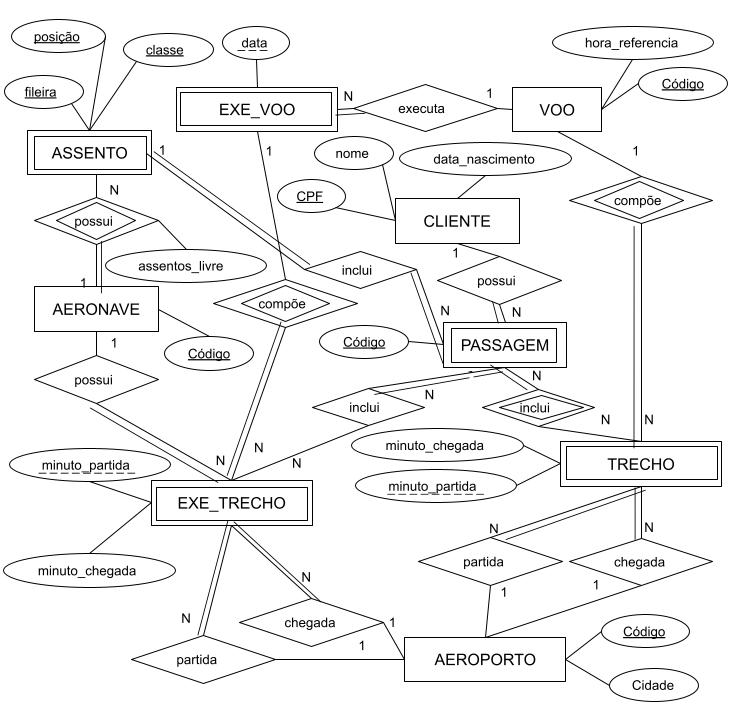 posição
classe
data
hora_referencia
fileira
Código
EXE_VOO
N
executa
1
VOO
ASSENTO
1
1
nome
data_nascimento
1
N
CPF
compõe
possui
CLIENTE
assentos_livre
inclui
1
possui
1
compõe
AERONAVE
N
N
Código
PASSAGEM
1
Código
possui
N
N
inclui
inclui
N
N
N
minuto_chegada
N
N
N
minuto_partida
TRECHO
minuto_partida
EXE_TRECHO
N
N
minuto_chegada
partida
chegada
N
1
1
N
chegada
1
Código
partida
1
AEROPORTO
Cidade